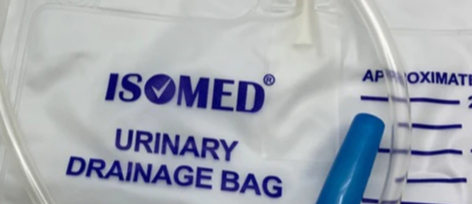 ISOMED®
URINARY
DRAINAGE BAG
APPROXIMATE